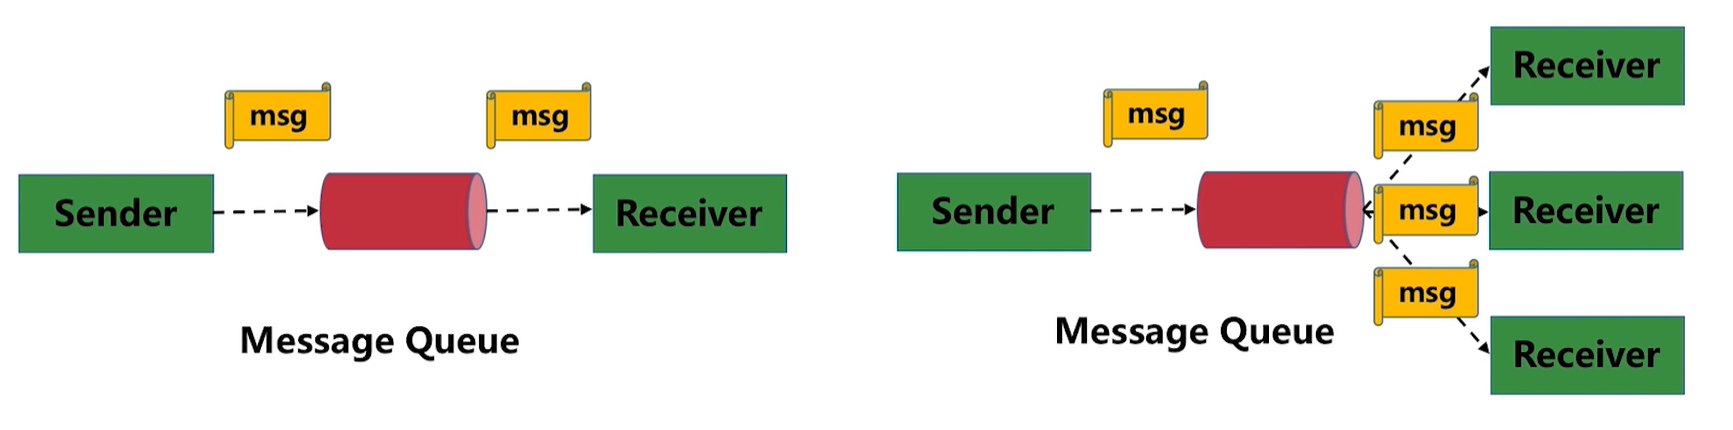 msg
msg
Sender
Receiver
Message Queue
msg
Receiver
msg
Sender
msg
Receiver
msg
Message Queue
Receiver